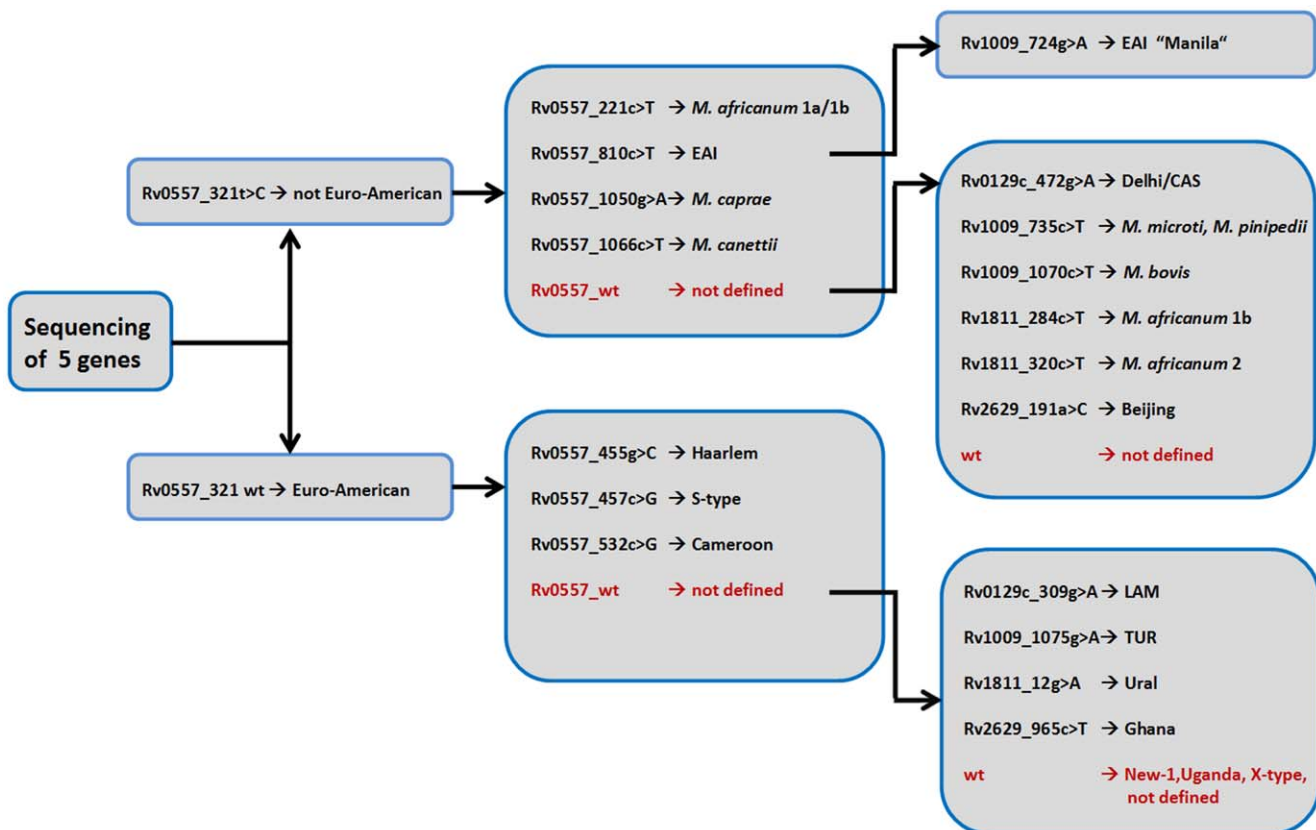 Sequencing
of 5 genes
Rv0557_321t>C → not Euro-American
Rv0557_321 wt → Euro-American
Rv0557_221c>T → M. africanum 1a/1b
Rv0557_810c>T → EAI
Rv0557_1050g>A → M. caprae
Rv0557_1066c>T → M. canettii
Rv0557_wt → not defined
Rv0557_455g>C → Haarlem
Rv0557_457c>G → S-type
Rv0557_532c>G → Cameroon
Rv0557_wt → not defined
Rv1009_724g>A → EAI "Manila"
Rv0129c_472g>A → Delhi/CAS
Rv1009_735c>T → M. microti, M. pinipedii
Rv1009_1070c>T → M. bovis
Rv1811_284c>T → M. africanum 1b
Rv1811_320c>T → M. africanum 2
Rv2629_191a>C → Beijing
wt → not defined
Rv0129c_309g>A → LAM
Rv1009_1075g>A → TUR
Rv1811_12g>A → Ural
Rv2629_965c>T → Ghana
wt → New-1,Uganda, X-type,
not defined